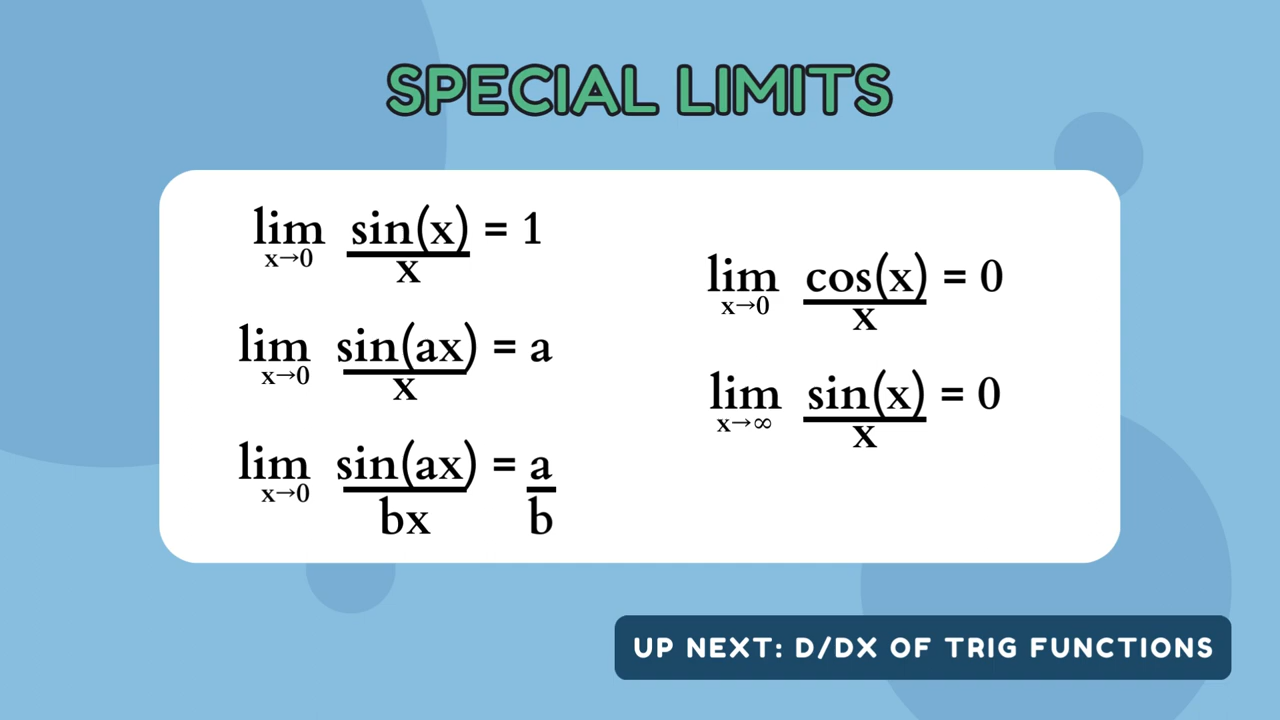 SPECIAL LIMITS
lim x→0 sin(x)/x = 1
lim x→0 sin(ax)/x = a
lim x→0 sin(ax)/bx = a/b
lim x→0 cos(x)/x = 0
lim x→∞ sin(x)/x = 0
UP NEXT: D/DX OF TRIG FUNCTIONS